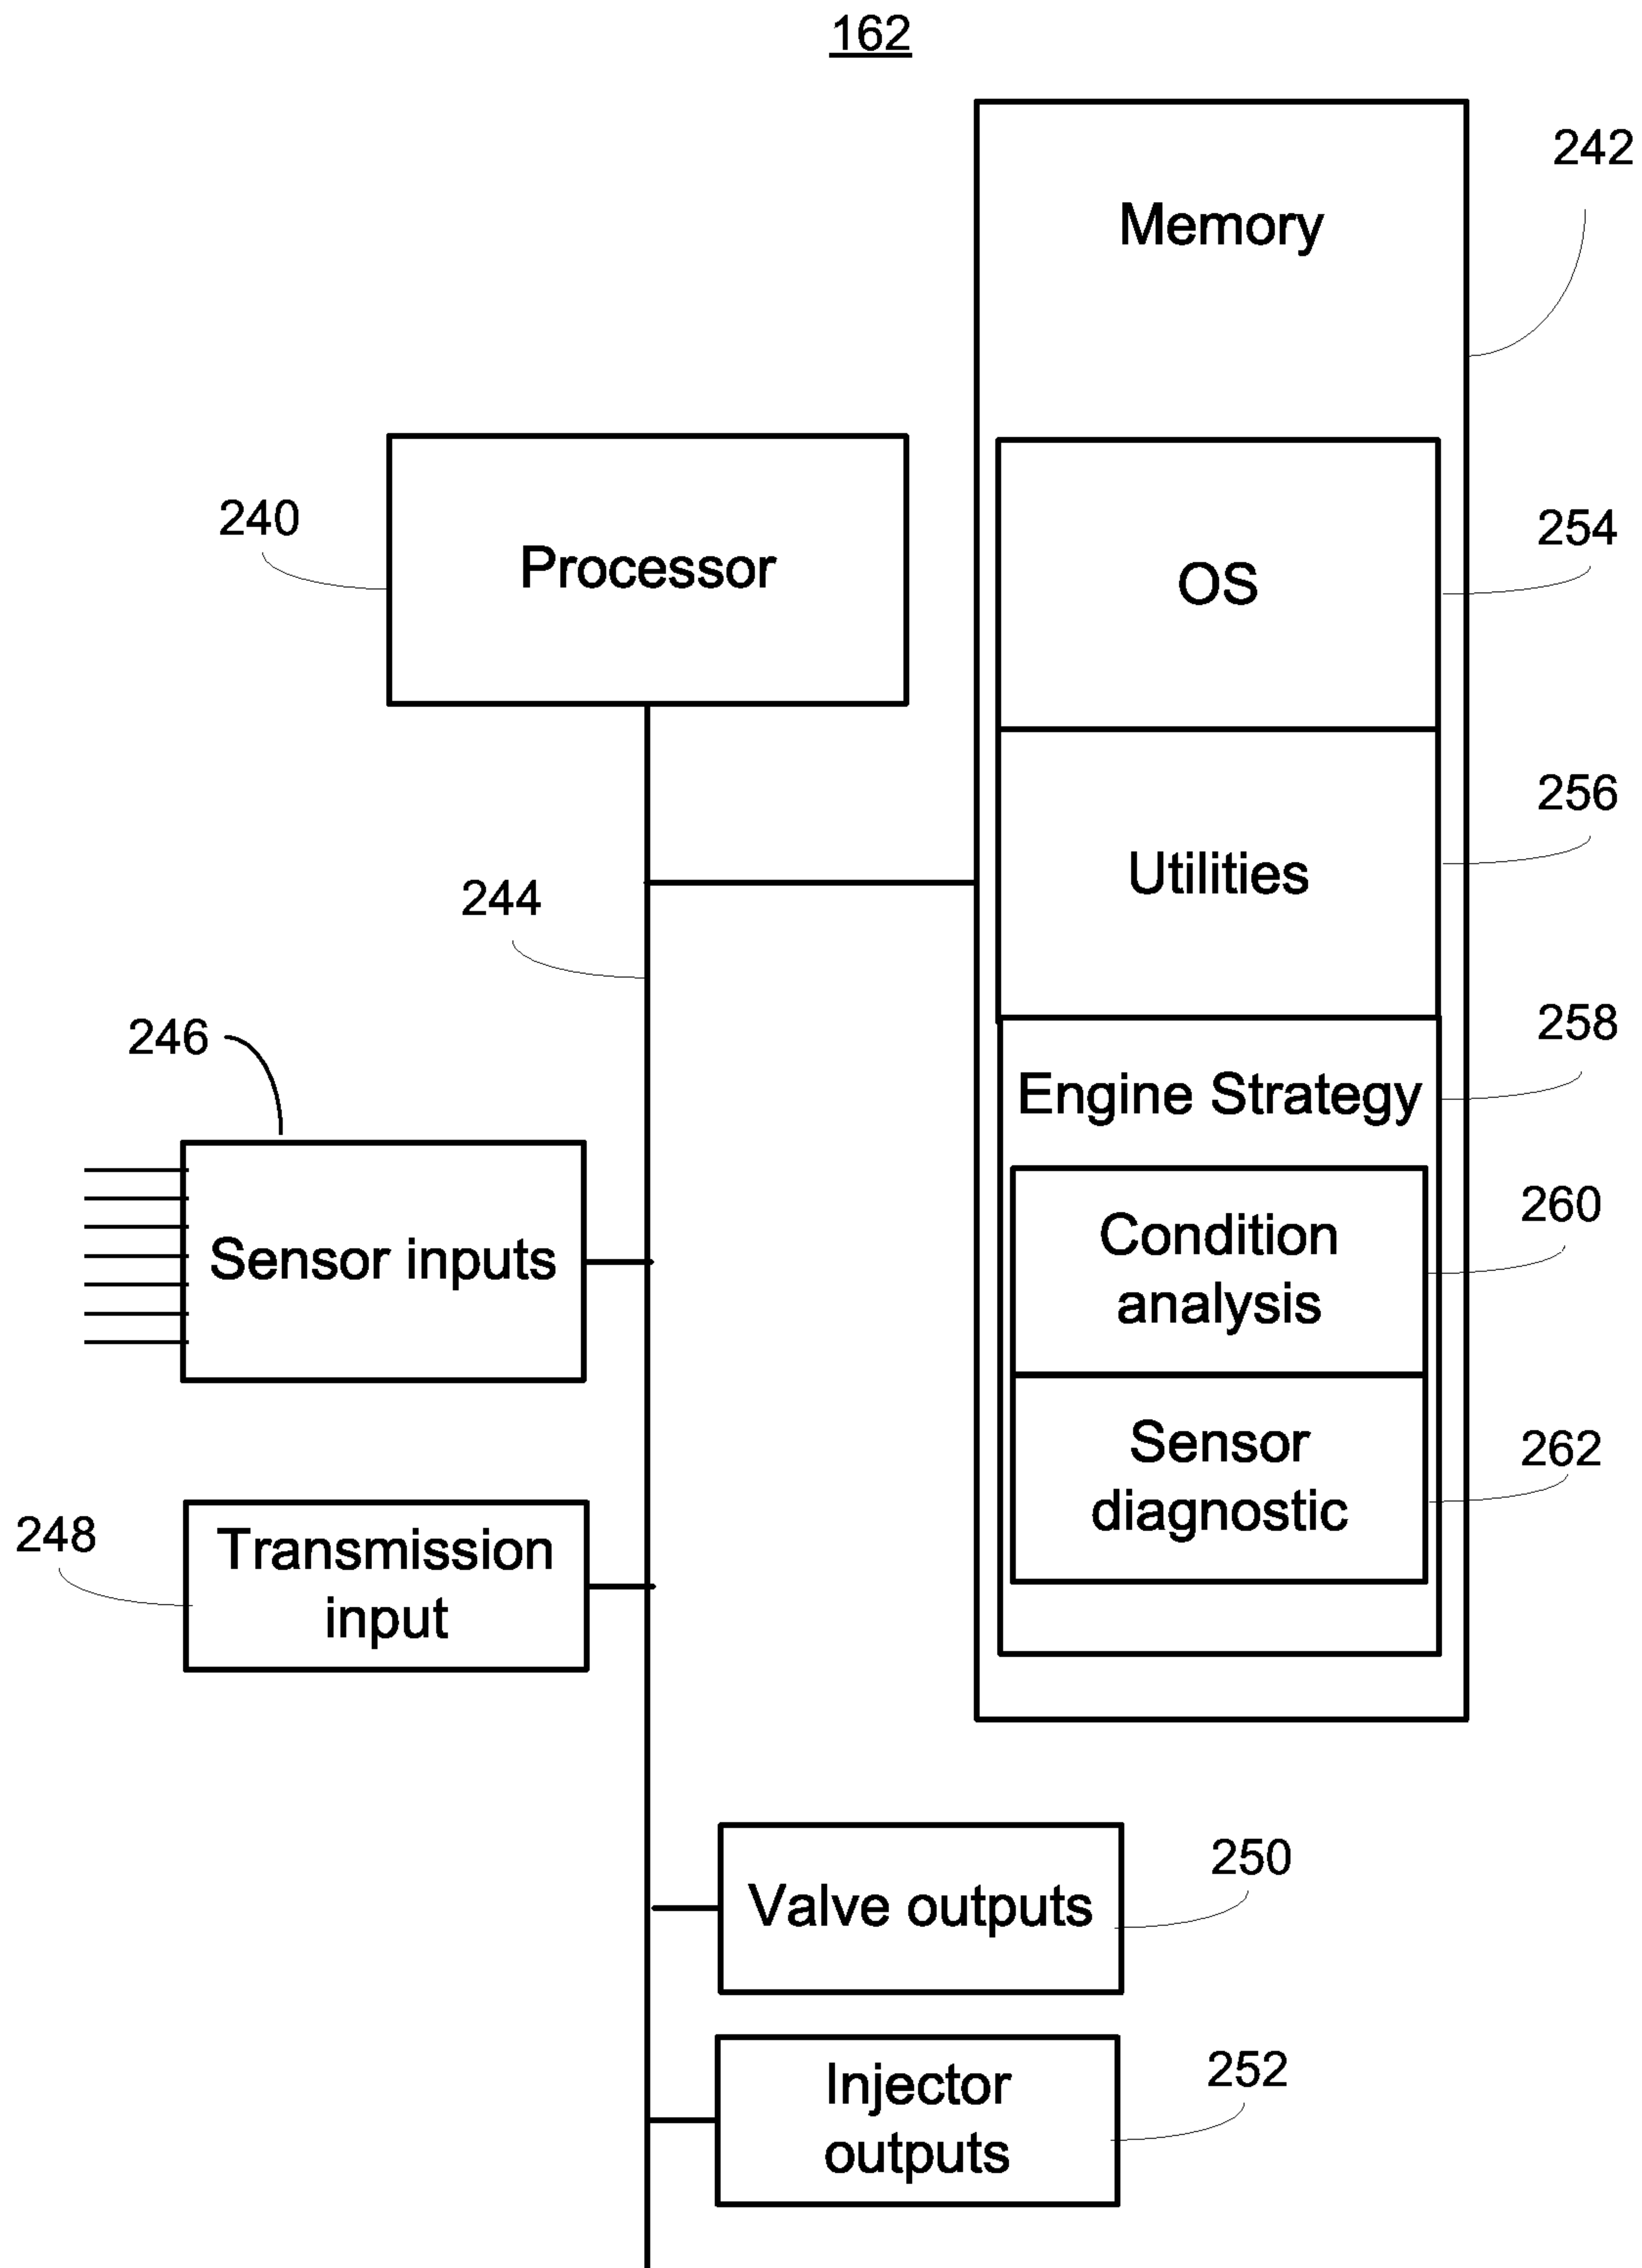 162
242
Memory
240
Processor
254
OS
256
Utilities
244
258
Engine Strategy
246
260
Condition
analysis
Sensor inputs
262
Sensor
diagnostic
248
Transmission
input
250
Valve outputs
252
Injector
outputs